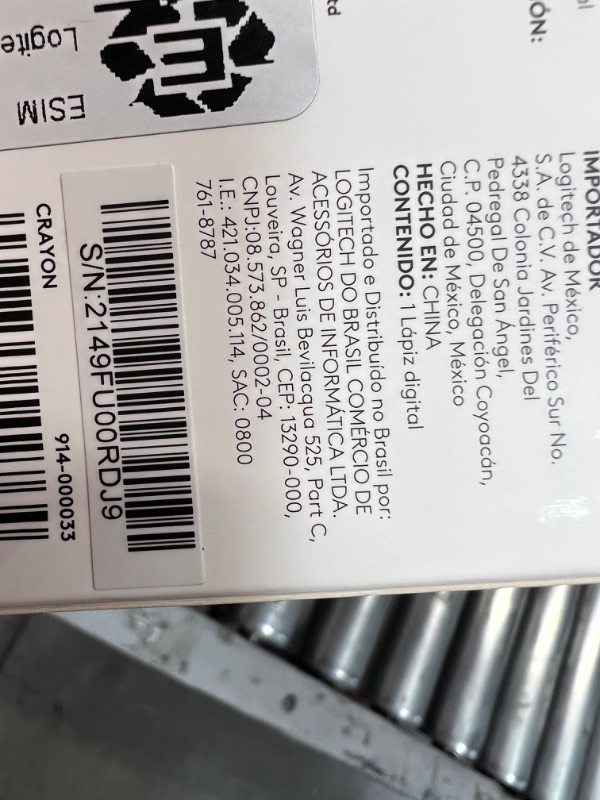 IMPORTADOR
Logitech de México,
S.A. de C.V. Av. Periférico Sur No.
4338 Colonia Jardines Del
Pedregal De San Ángel,
C.P. 04500, Delegación Coyoacán,
Ciudad de México, México
HECHO EN: CHINA
CONTENIDO: 1 Lápiz digital
Importado e Distribuído no Brasil por:
LOGITECH DO BRASIL COMÉRCIO DE
ACESSÓRIOS DE INFORMÁTICA LTDA.
Av. Wagner Luis Bevilacqua 525, Part C,
Louveira, SP - Brasil, CEP: 13290-000,
CNPJ:08.573.862/0002-04
I.E.: 421.034.005.114, SAC: 0800
761-8787
S/N:2149FU00RDJ9
CRAYON
914-000033
ESIM